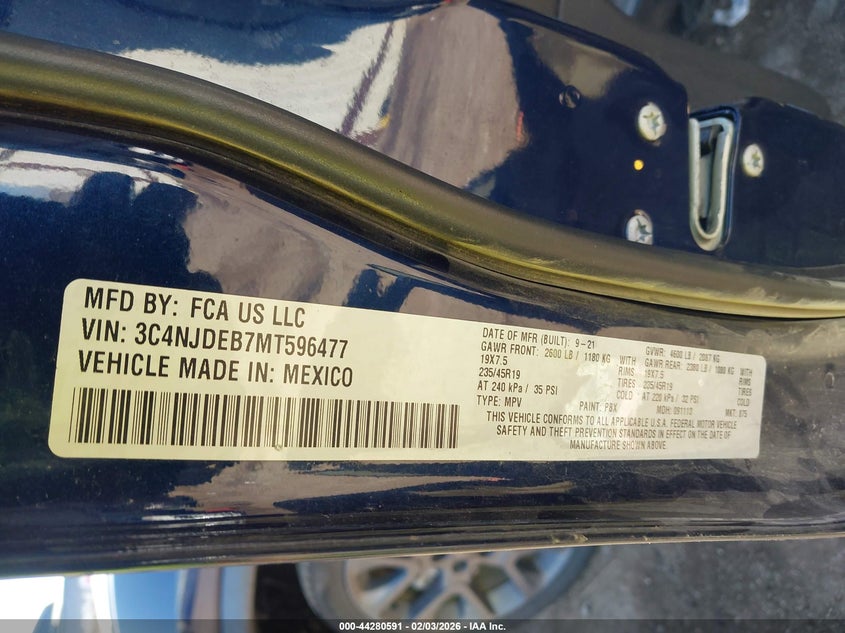 MFD BY: FCA US LLC
VIN: 3C4NJDEB7MT596477
VEHICLE MADE IN: MEXICO
DATE OF MFR (BUILT): 9-21 GVWR: 4600 LB / 2087 KG
GAWR FRONT: 2600 LB / 1180 KG WITH GAWR REAR: 2380 LB / 1080 KG WITH
19X7.5 RIMS 19X7.5 RIMS
235/45R19 TIRES 235/45R19 TIRES
AT 240 kPa / 35 PSI COLD AT 220 kPa / 32 PSI COLD
TYPE: MPV PAINT: PBX MDH: 091110 MKT: 875
THIS VEHICLE CONFORMS TO ALL APPLICABLE U.S.A. FEDERAL MOTOR VEHICLE
SAFETY AND THEFT PREVENTION STANDARDS IN EFFECT ON THE DATE OF
MANUFACTURE SHOWN ABOVE.
000-44280591 - 02/03/2026 - IAA Inc.